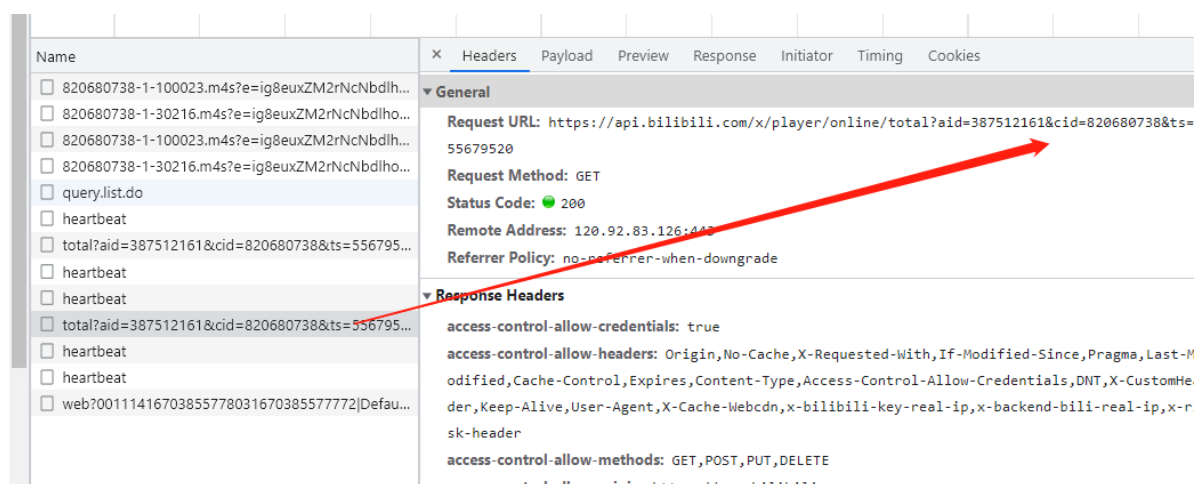 Name
820680738-1-100023.m4s?e=ig8euxZM2rNcNbdlh...
820680738-1-30216.m4s?e=ig8euxZM2rNcNbdlho...
820680738-1-100023.m4s?e=ig8euxZM2rNcNbdlh...
820680738-1-30216.m4s?e=ig8euxZM2rNcNbdlho...
query.list.do
heartbeat
total?aid=387512161&cid=820680738&ts=556795...
heartbeat
heartbeat
total?aid=387512161&cid=820680738&ts=556795...
heartbeat
heartbeat
web?00111416703855778031670385577772|Defau...
× Headers Payload Preview Response Initiator Timing Cookies
▼ General
Request URL: https://api.bilibili.com/x/player/online/total?aid=387512161&cid=820680738&ts=
55679520
Request Method: GET
Status Code: 200
Remote Address: 120.92.83.126:443
Referrer Policy: no-referrer-when-downgrade
▼ Response Headers
access-control-allow-credentials: true
access-control-allow-headers: Origin,No-Cache,X-Requested-With,If-Modified-Since,Pragma,Last-M
odified,Cache-Control,Expires,Content-Type,Access-Control-Allow-Credentials,DNT,X-CustomHea
der,Keep-Alive,User-Agent,X-Cache-Webcdn,x-bilibili-key-real-ip,x-backend-bili-real-ip,x-ri
sk-header
access-control-allow-methods: GET,POST,PUT,DELETE